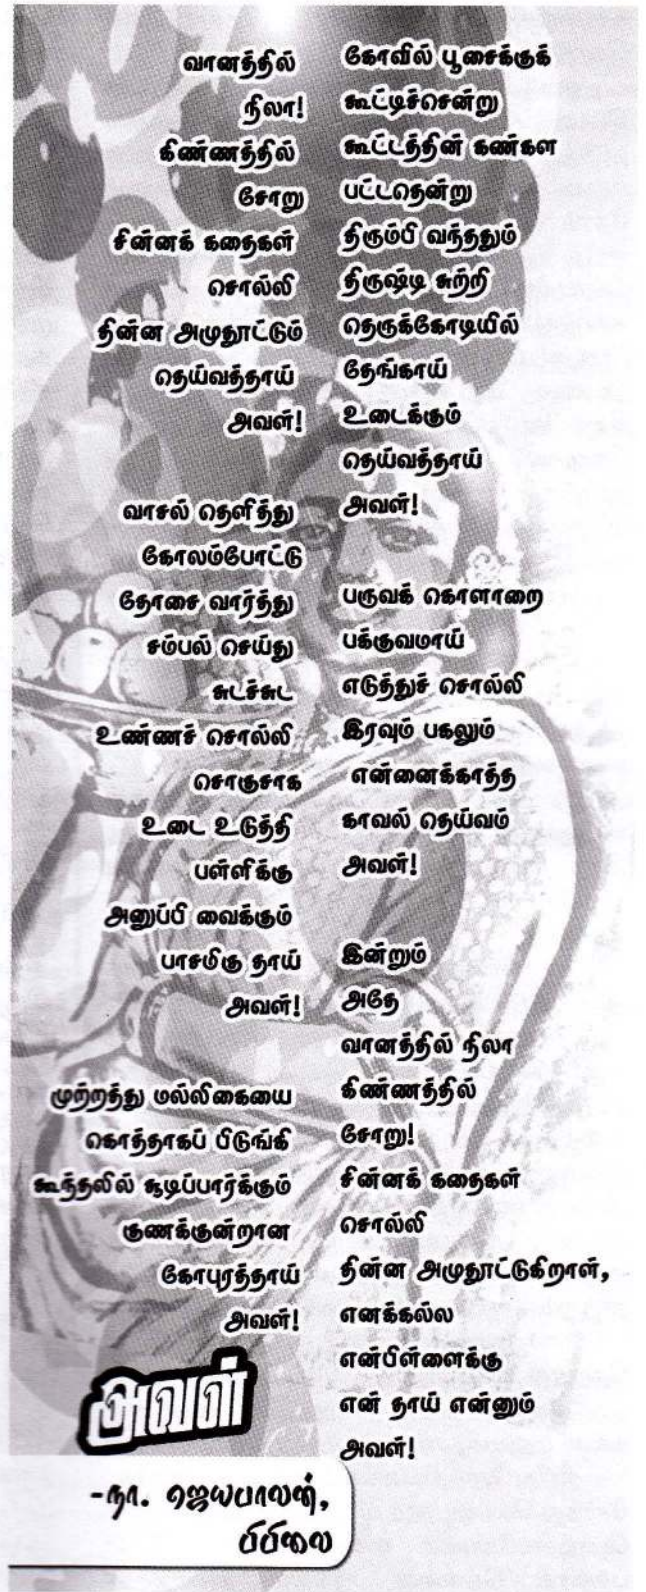 வானத்தில்
நிலா!
கிண்ணத்தில்
சோறு
சின்னக் கதைகள்
சொல்லி
தின்ன அமுதூட்டும்
தெய்வத்தாய்
அவள்!
வாசல் தெளித்து
கோலம்போட்டு
தோசை வார்த்து
சம்பல் செய்து
சுடச்சுட
உண்ணச் சொல்லி
சொகுசாக
உடை உடுத்தி
பள்ளிக்கு
அனுப்பி வைக்கும்
பாசமிகு தாய்
அவள்!
முற்றத்து மல்லிகையை
கொத்தாகப் பிடுங்கி
கூந்தலில் சூடிப்பார்க்கும்
குணக்குன்றான
கோபுரத்தாய்
அவள்!
கோவில் பூசைக்குக்
கூட்டிச்சென்று
கூட்டத்தின் கண்கள
பட்டதென்று
திரும்பி வந்ததும்
திருஷ்டி சுற்றி
தெருக்கோடியில்
தேங்காய்
உடைக்கும்
தெய்வத்தாய்
அவள்!
பருவக் கொளாறை
பக்குவமாய்
எடுத்துச் சொல்லி
இரவும் பகலும்
என்னைக்காத்த
காவல் தெய்வம்
அவள்!
இன்றும்
அதே
வானத்தில் நிலா
கிண்ணத்தில்
சோறு!
சின்னக் கதைகள்
சொல்லி
தின்ன அமுதூட்டுகிறாள்,
எனக்கல்ல
என்பிள்ளைக்கு
என் தாய் என்னும்
அவள்!
அவள்
-நா. ஜெயபாலன்,
பிபிலை